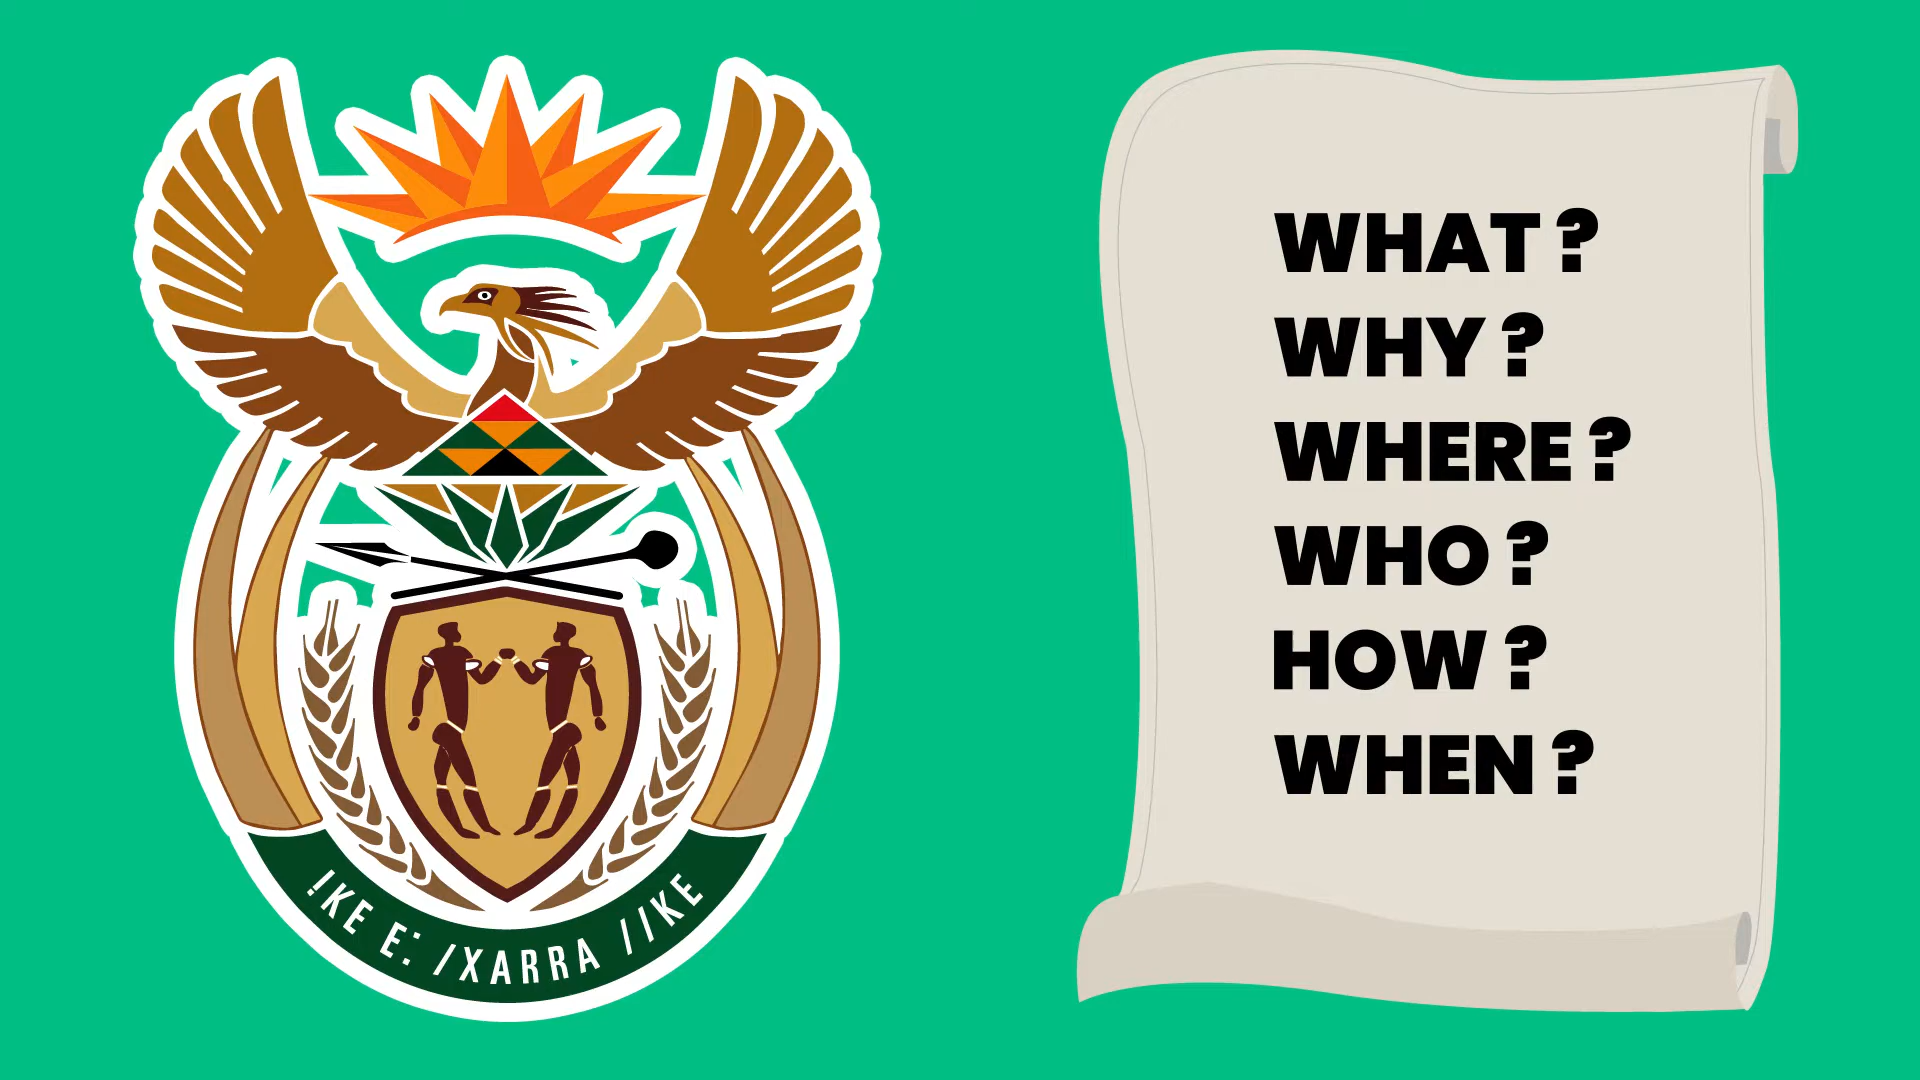 !KE E: /XARRA //KE
WHAT ?
WHY ?
WHERE ?
WHO ?
HOW ?
WHEN ?